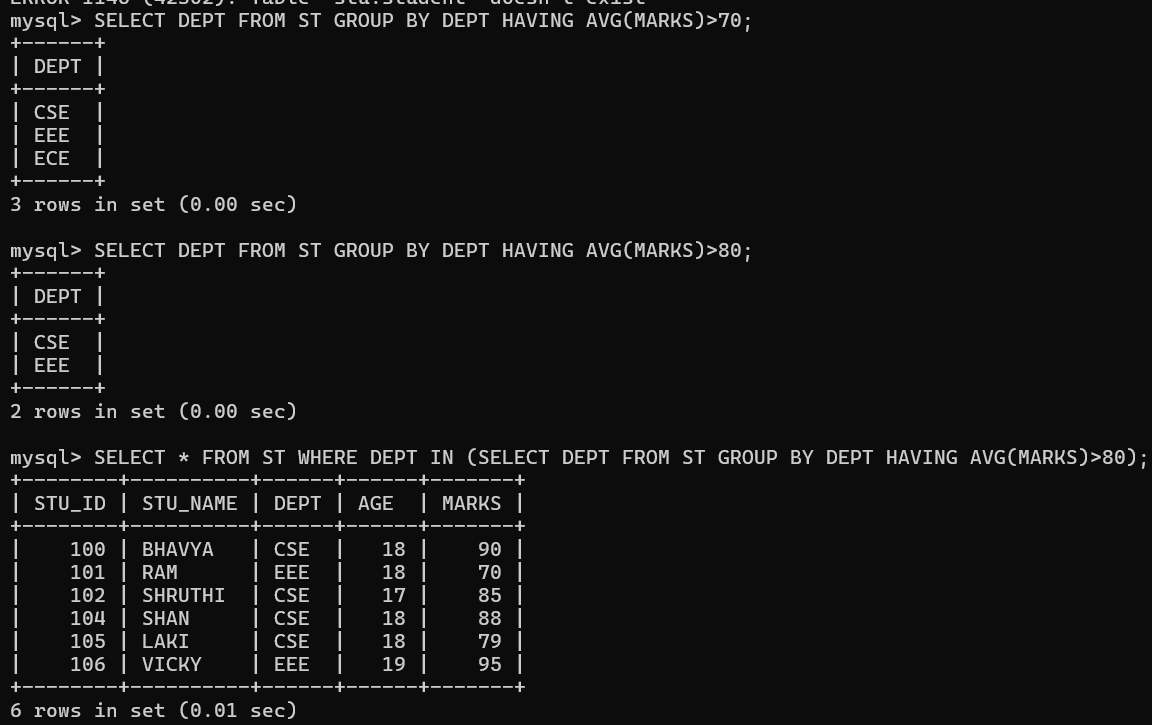 mysql> SELECT DEPT FROM ST GROUP BY DEPT HAVING AVG(MARKS)>70;
+------+
| DEPT |
+------+
| CSE  |
| EEE  |
| ECE  |
+------+
3 rows in set (0.00 sec)

mysql> SELECT DEPT FROM ST GROUP BY DEPT HAVING AVG(MARKS)>80;
+------+
| DEPT |
+------+
| CSE  |
| EEE  |
+------+
2 rows in set (0.00 sec)

mysql> SELECT * FROM ST WHERE DEPT IN (SELECT DEPT FROM ST GROUP BY DEPT HAVING AVG(MARKS)>80);
+--------+----------+------+------+-------+
| STU_ID | STU_NAME | DEPT | AGE  | MARKS |
+--------+----------+------+------+-------+
|    100 | BHAVYA   | CSE  |   18 |    90 |
|    101 | RAM      | EEE  |   18 |    70 |
|    102 | SHRUTHI  | CSE  |   17 |    85 |
|    104 | SHAN     | CSE  |   18 |    88 |
|    105 | LAKI     | CSE  |   18 |    79 |
|    106 | VICKY    | EEE  |   19 |    95 |
+--------+----------+------+------+-------+
6 rows in set (0.01 sec)